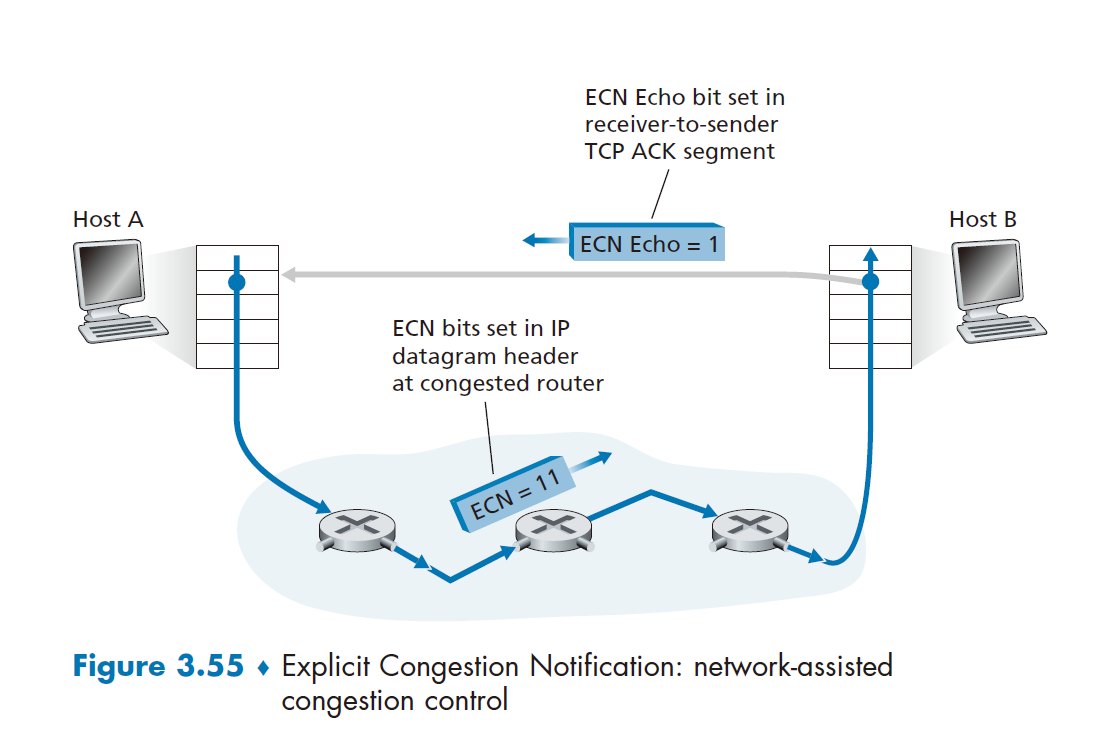 ECN Echo bit set in
receiver-to-sender
TCP ACK segment
Host A
Host B
ECN Echo = 1
ECN bits set in IP
datagram header
at congested router
ECN = 11
Figure 3.55 ♦ Explicit Congestion Notification: network-assisted
congestion control